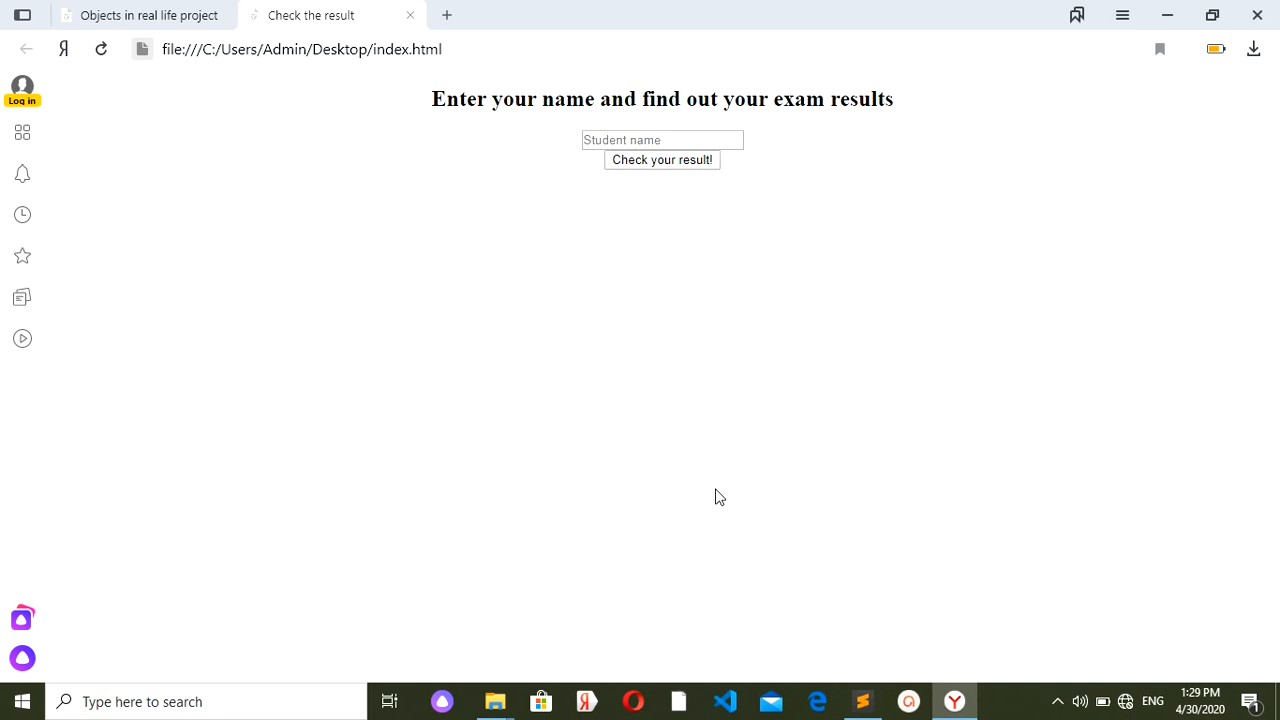 Objects in real life project
Check the result
Я
file:///C:/Users/Admin/Desktop/index.html
Log in
Enter your name and find out your exam results
Student name
Check your result!
Type here to search
Я
a
Y
ENG
1:29 PM
4/30/2020
1